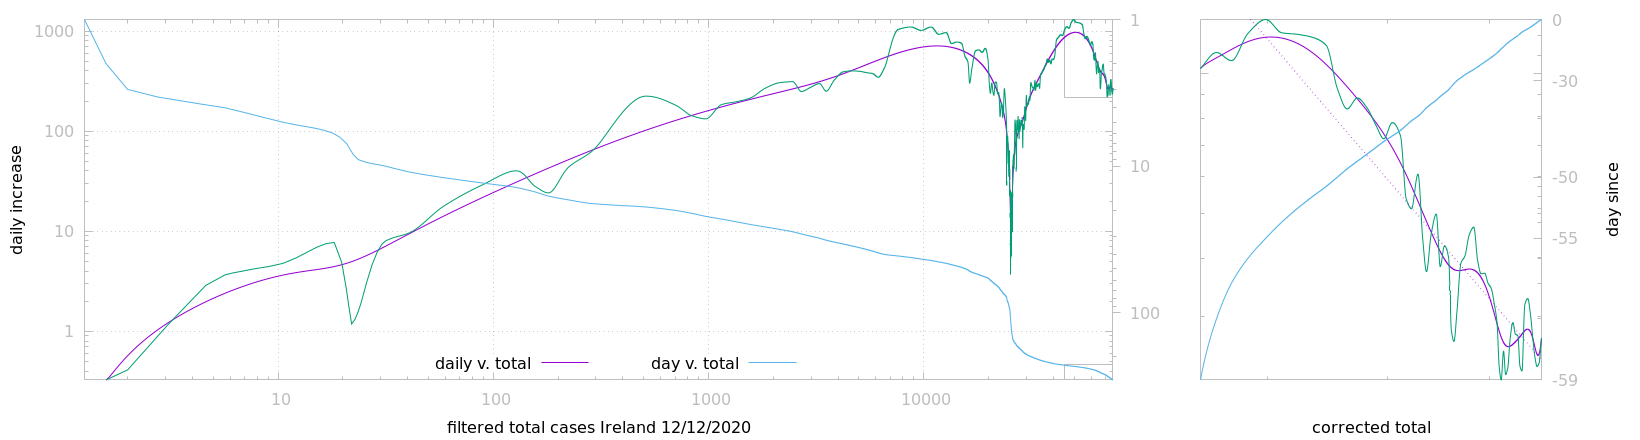 1000
100
10
1
daily increase
daily v. total
day v. total
10
100
1000
10000
filtered total cases Ireland 12/12/2020
1
10
100
0
-30
-50
-55
-59
day since
corrected total